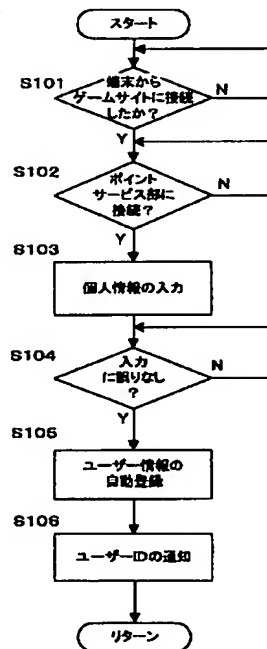 スタート
S101
端末から
ゲームサイトに接続
したか?
N
Y
S102
ポイント
サービス部に
接続?
N
Y
S103
個人情報の入力
S104
入力
に誤りなし
?
N
Y
S105
ユーザー情報の
自動登録
S106
ユーザーIDの通知
リターン